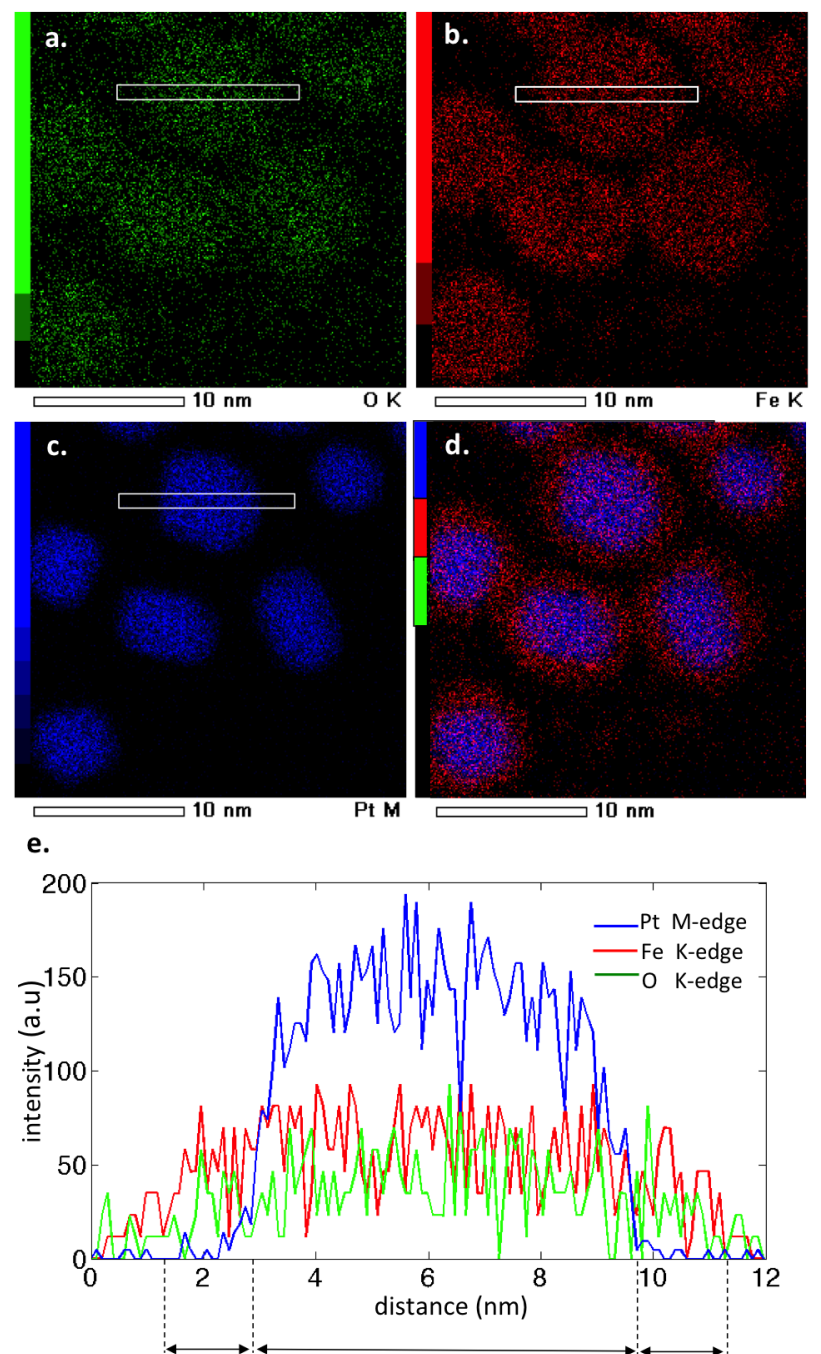 a.
b.
10 nm O K
10 nm Fe K
c.
d.
10 nm Pt M
10 nm
e.
200
150
100
50
0
intensity (a.u)
Pt M-edge
Fe K-edge
O K-edge
0 2 4 6 8 10 12
distance (nm)